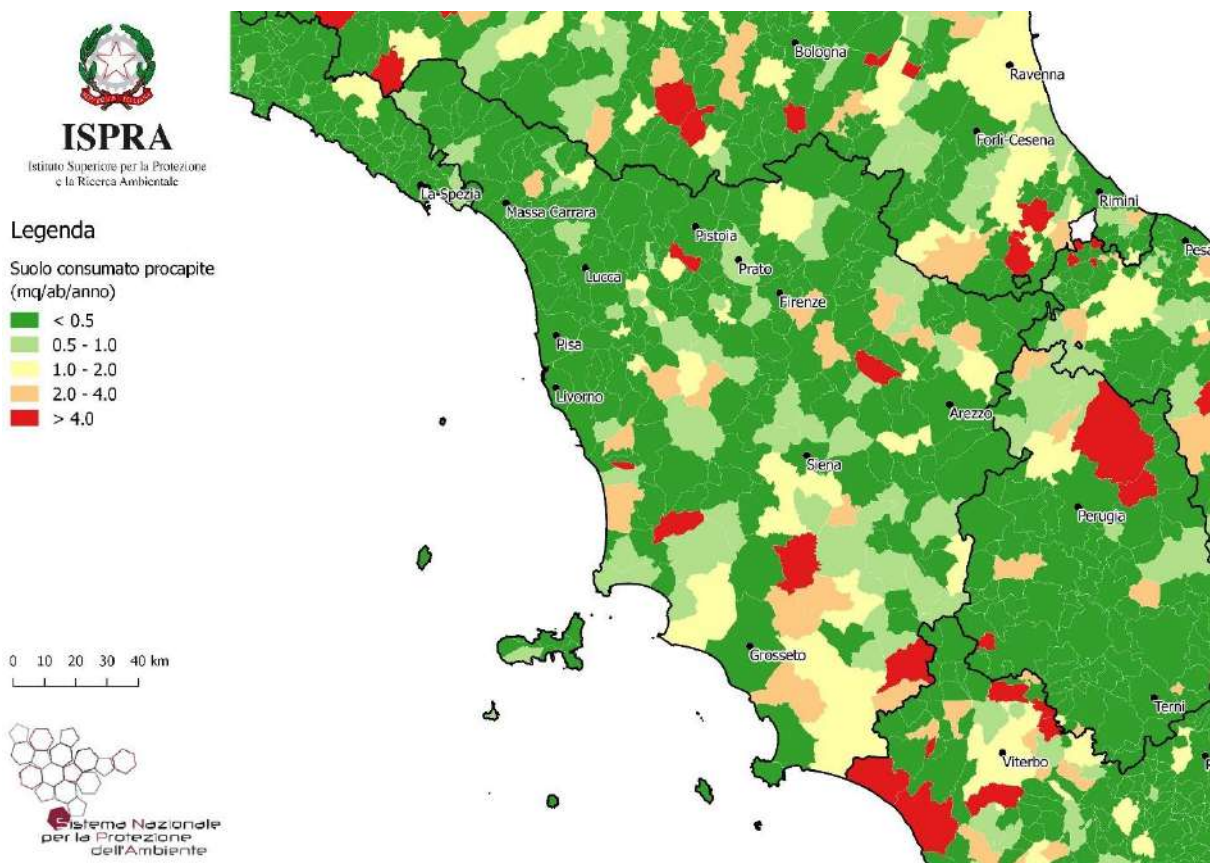 ISPRA
Istituto Superiore per la Protezione
e la Ricerca Ambientale
Legenda
Suolo consumato procapite
(mq/ab/anno)
< 0.5
0.5 - 1.0
1.0 - 2.0
2.0 - 4.0
> 4.0
0 10 20 30 40 km
Sistema Nazionale
per la Protezione
dell'Ambiente
Bologna
Ravenna
Forlì-Cesena
La Spezia
Massa Carrara
Rimini
Pistoia
Pesa
Prato
Lucca
Firenze
Pisa
Livorno
Arezzo
Siena
Perugia
Grosseto
Terni
Viterbo